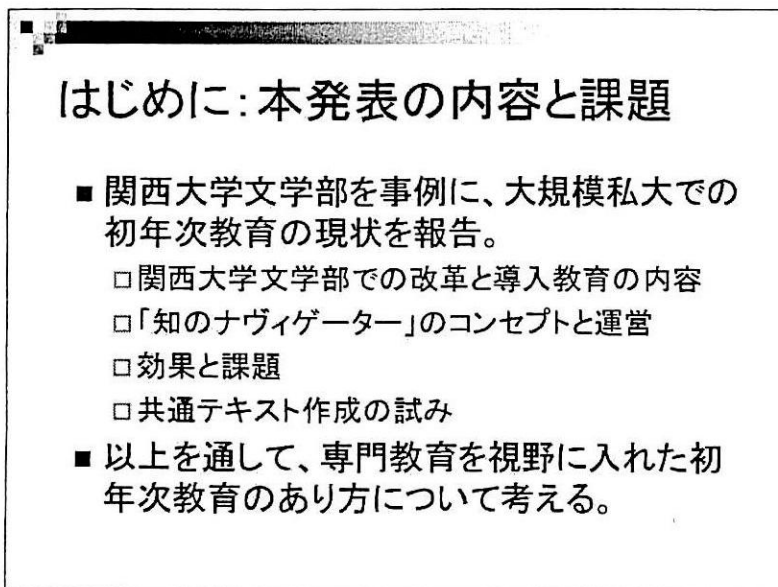 はじめに：本発表の内容と課題
■ 関西大学文学部を事例に、大規模私大での
初年次教育の現状を報告。
□関西大学文学部での改革と導入教育の内容
□「知のナヴィゲーター」のコンセプトと運営
□効果と課題
□共通テキスト作成の試み
■ 以上を通して、専門教育を視野に入れた初
年次教育のあり方について考える。